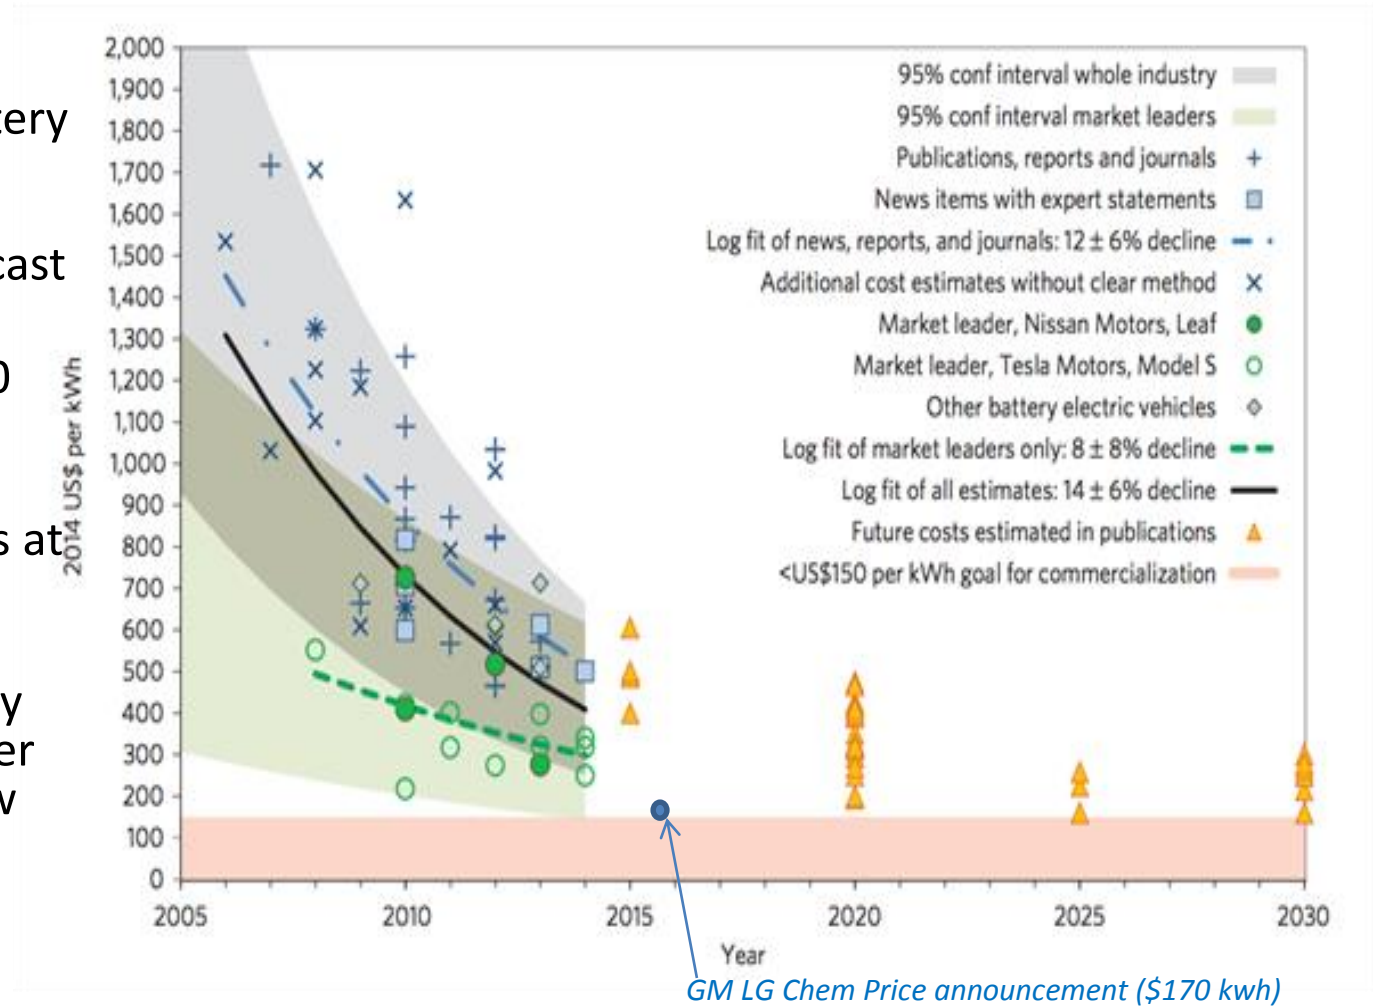 tery
cast
0
s at
y
er
w
2,000
1,900
1,800
1,700
1,600
1,500
1,400
1,300
1,200
1,100
1,000
900
800
700
600
500
400
300
200
100
0
2014 US$ per kWh
95% conf interval whole industry
95% conf interval market leaders
Publications, reports and journals
News items with expert statements
Log fit of news, reports, and journals: 12 ± 6% decline
Additional cost estimates without clear method
Market leader, Nissan Motors, Leaf
Market leader, Tesla Motors, Model S
Other battery electric vehicles
Log fit of market leaders only: 8 ± 8% decline
Log fit of all estimates: 14 ± 6% decline
Future costs estimated in publications
<US$150 per kWh goal for commercialization
2005 2010 2015 2020 2025 2030
Year
GM LG Chem Price announcement ($170 kwh)